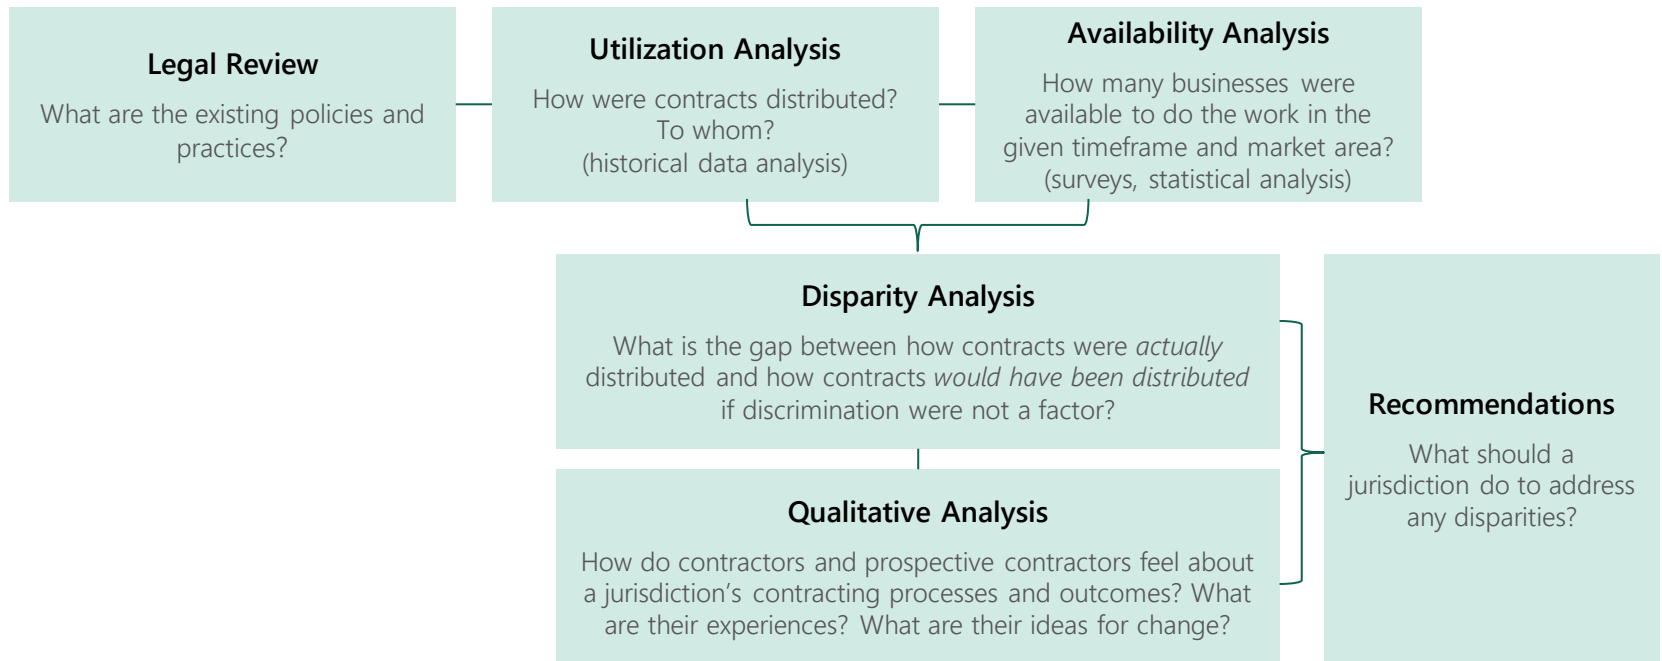 Legal Review
What are the existing policies and
practices?
Utilization Analysis
How were contracts distributed?
To whom?
(historical data analysis)
Availability Analysis
How many businesses were
available to do the work in the
given timeframe and market area?
(surveys, statistical analysis)
Disparity Analysis
What is the gap between how contracts were actually
distributed and how contracts would have been distributed
if discrimination were not a factor?
Qualitative Analysis
How do contractors and prospective contractors feel about
a jurisdiction’s contracting processes and outcomes? What
are their experiences? What are their ideas for change?
Recommendations
What should a
jurisdiction do to address
any disparities?